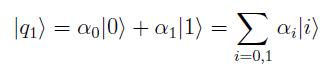 |q₁⟩ = α₀|0⟩ + α₁|1⟩ = ∑_{i=0,1} αᵢ|i⟩